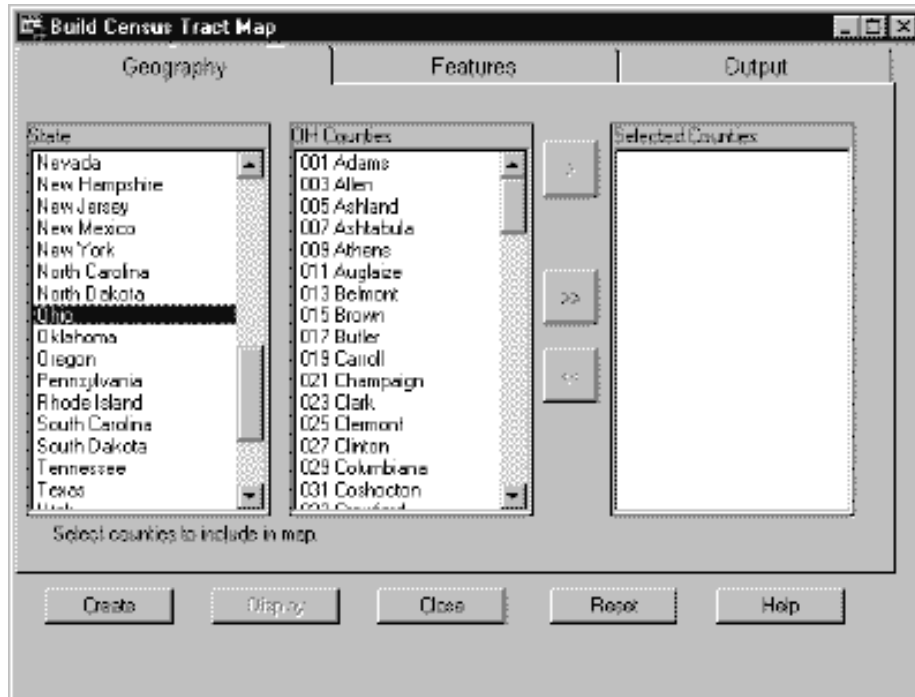 Build Census Tract Map
Geography
Features
Output
State
Nevada
New Hampshire
New Jersey
New Mexico
New York
North Carolina
North Dakota
Ohio
Oklahoma
Oregon
Pennsylvania
Rhode Island
South Carolina
South Dakota
Tennessee
Texas
Utah
OH Counties
001 Adams
003 Allen
005 Ashland
007 Ashtabula
009 Athens
011 Auglaize
013 Belmont
015 Brown
017 Butler
019 Carroll
021 Champaign
023 Clark
025 Clermont
027 Clinton
029 Columbiana
031 Coshocton
>
>>
<<
Selected Counties
Select counties to include in map.
Create
Display
Close
Reset
Help